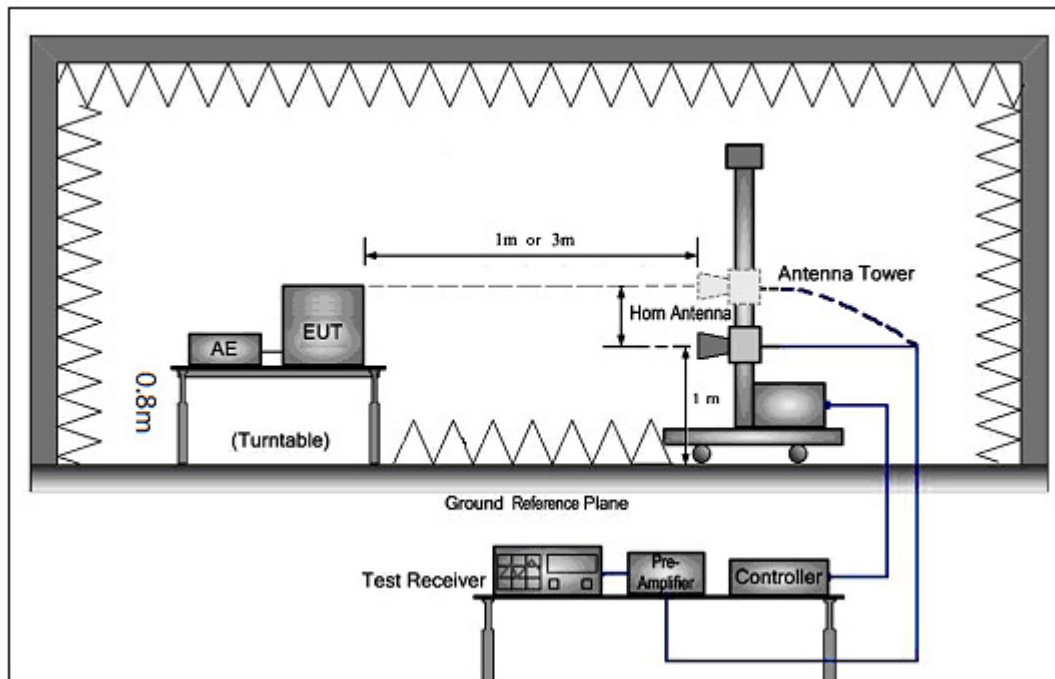 1m or 3m
Antenna Tower
Horn Antenna
EUT
AE
0.8m
1 m
(Turntable)
Ground Reference Plane
Test Receiver
Pre-
Amplifier
Controller